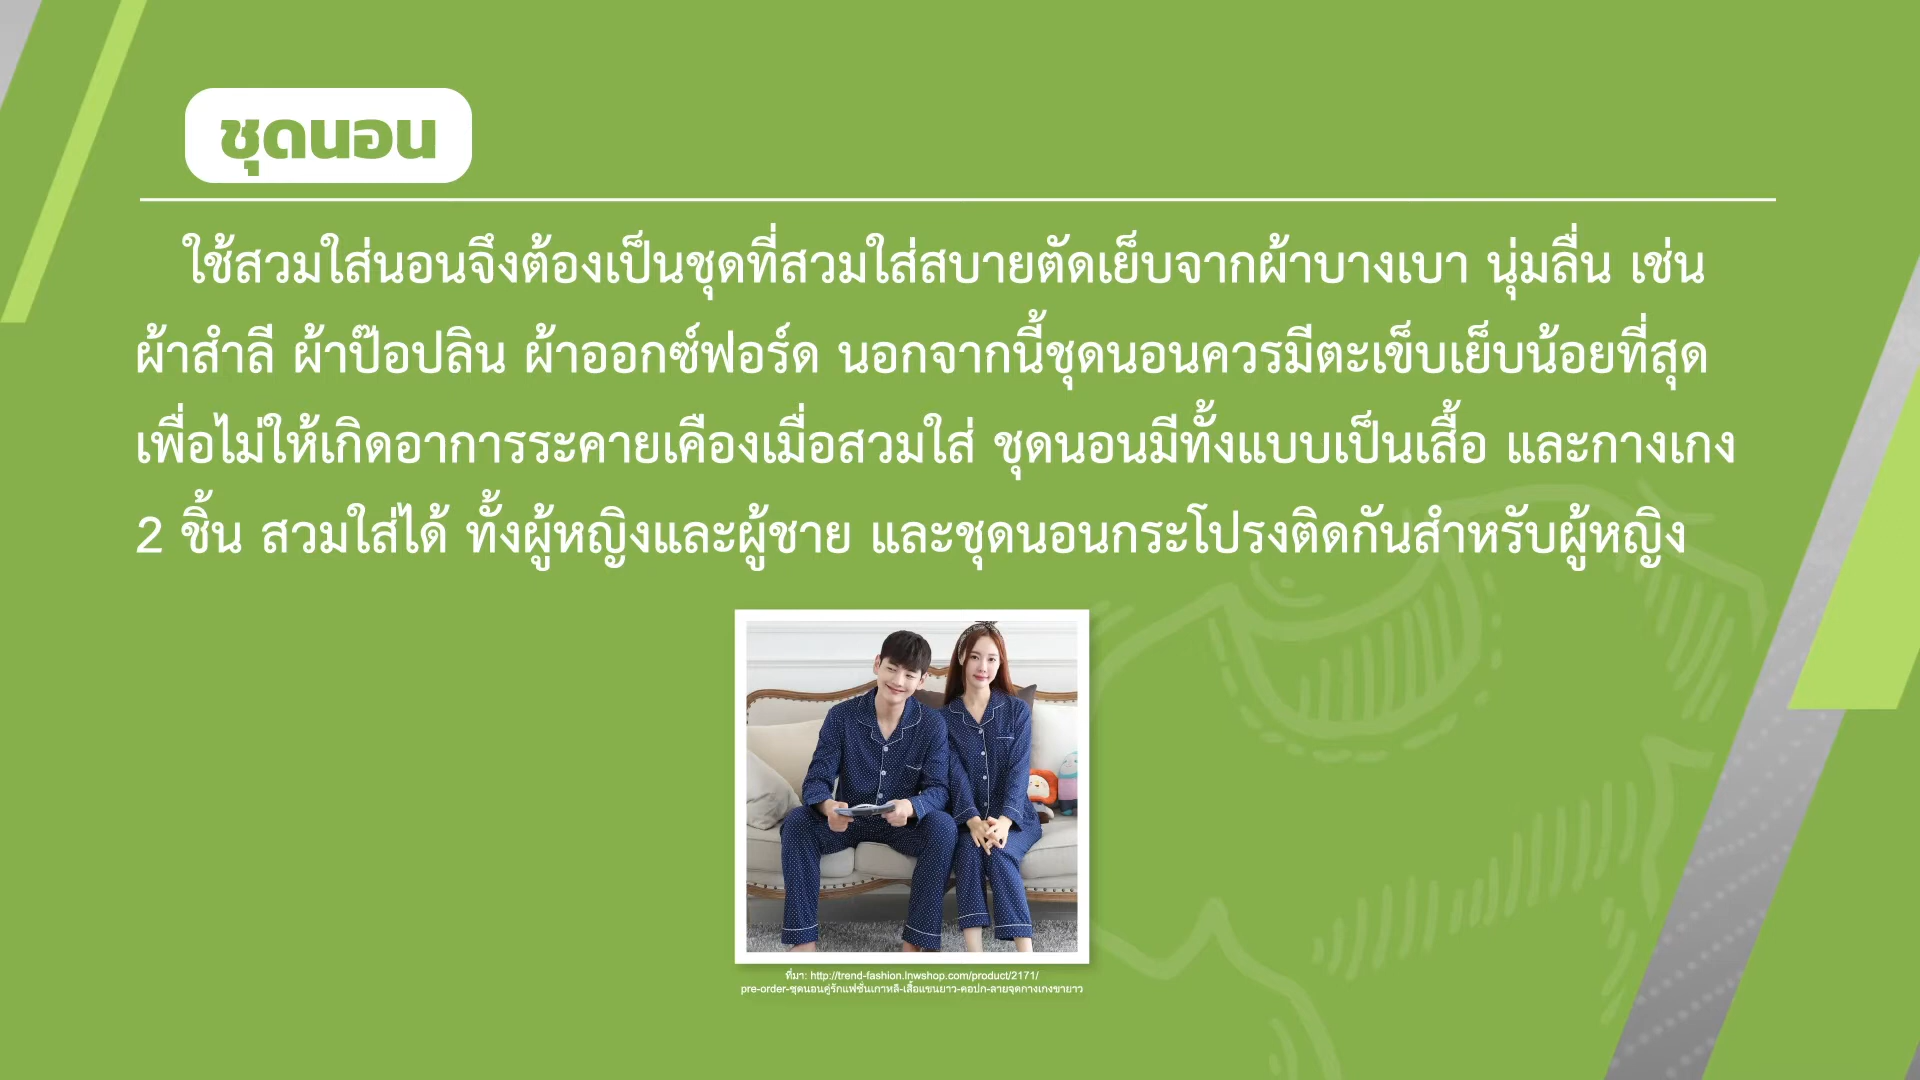 ชุดนอน
ใช้สวมใส่นอนจึงต้องเป็นชุดที่สวมใส่สบายตัดเย็บจากผ้าบางเบา นุ่มลื่น เช่น
ผ้าสำลี ผ้าป๊อปลิน ผ้าออกซ์ฟอร์ด นอกจากนี้ชุดนอนควรมีตะเข็บเย็บน้อยที่สุด
เพื่อไม่ให้เกิดอาการระคายเคืองเมื่อสวมใส่ ชุดนอนมีทั้งแบบเป็นเสื้อ และกางเกง
2 ชิ้น สวมใส่ได้ ทั้งผู้หญิงและผู้ชาย และชุดนอนกระโปรงติดกันสำหรับผู้หญิง
ที่มา: http://trend-fashion.lnwshop.com/product/2171/
pre-order-ชุดนอนคู่รักแฟชั่นเกาหลี-เสื้อแขนยาว-คอปก-ลายจุดกางเกงขายาว